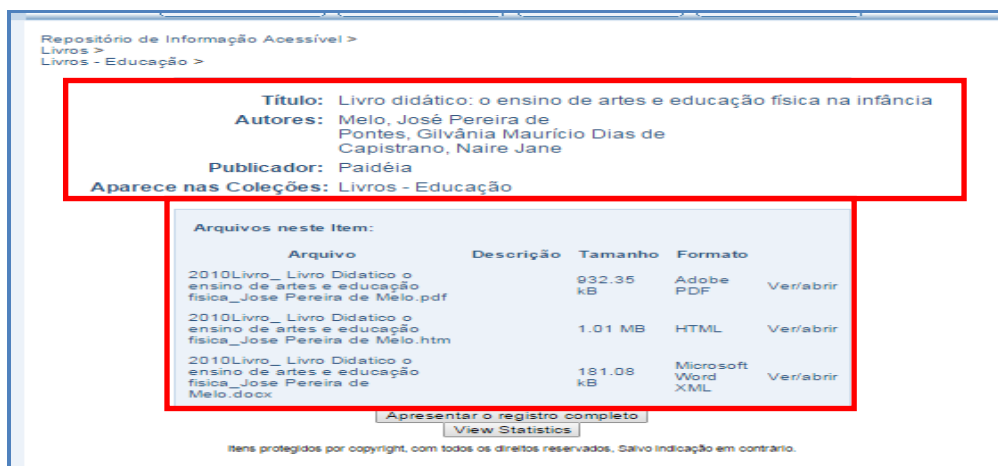 Repositório de Informação Acessível >
Livros >
Livros - Educação >
Título: Livro didático: o ensino de artes e educação física na infância
Autores: Melo, José Pereira de
Pontes, Gilvânia Maurício Dias de
Capistrano, Naire Jane
Publicador: Paidéia
Aparece nas Coleções: Livros - Educação
Arquivos neste Item:
Arquivo Descrição Tamanho Formato
2010Livro_ Livro Didatico o
ensino de artes e educação
fisica_Jose Pereira de Melo.pdf
932.35
kB
Adobe
PDF
Ver/abrir
2010Livro_ Livro Didatico o
ensino de artes e educação
fisica_Jose Pereira de Melo.htm
1.01 MB HTML Ver/abrir
2010Livro_ Livro Didatico o
ensino de artes e educação
fisica_Jose Pereira de
Melo.docx
181.08
kB
Microsoft
Word
XML
Ver/abrir
Apresentar o registro completo
View Statistics
Itens protegidos por copyright, com todos os direitos reservados, Salvo indicação em contrário.